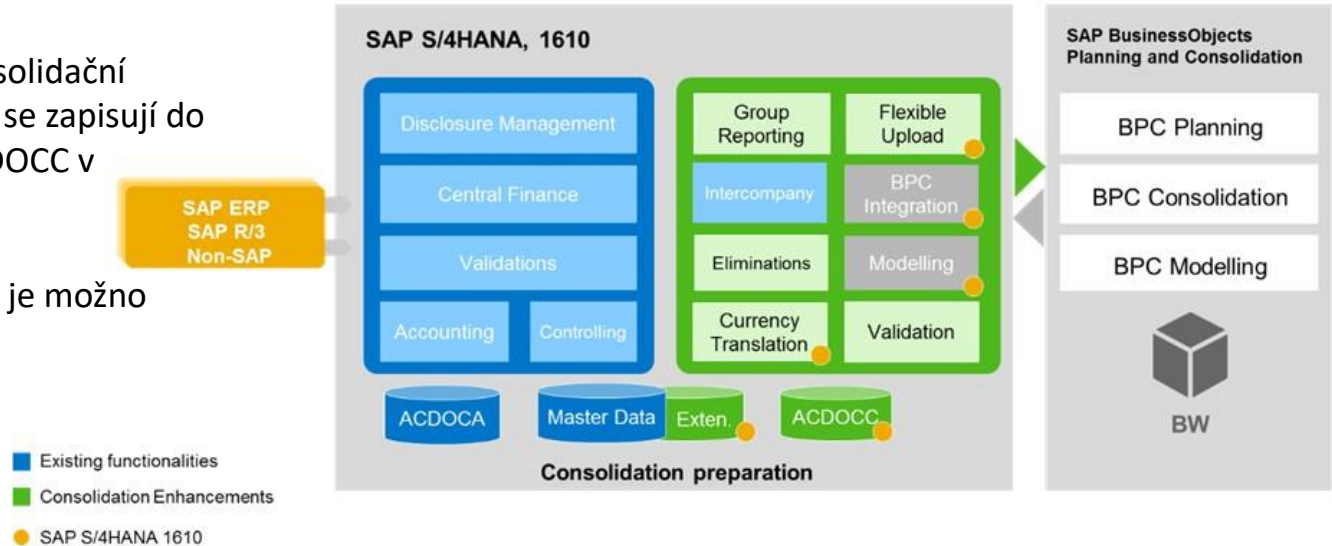 solidační
se zapisují do
DOCC v
je možno
SAP ERP
SAP R/3
Non-SAP
SAP S/4HANA, 1610
Disclosure Management
Central Finance
Validations
Accounting
Controlling
Group
Reporting
Flexible
Upload
Intercompany
BPC
Integration
Eliminations
Modelling
Currency
Translation
Validation
ACDOCA
Master Data
Exten.
ACDOCC
Consolidation preparation
SAP BusinessObjects
Planning and Consolidation
BPC Planning
BPC Consolidation
BPC Modelling
BW
Existing functionalities
Consolidation Enhancements
SAP S/4HANA 1610